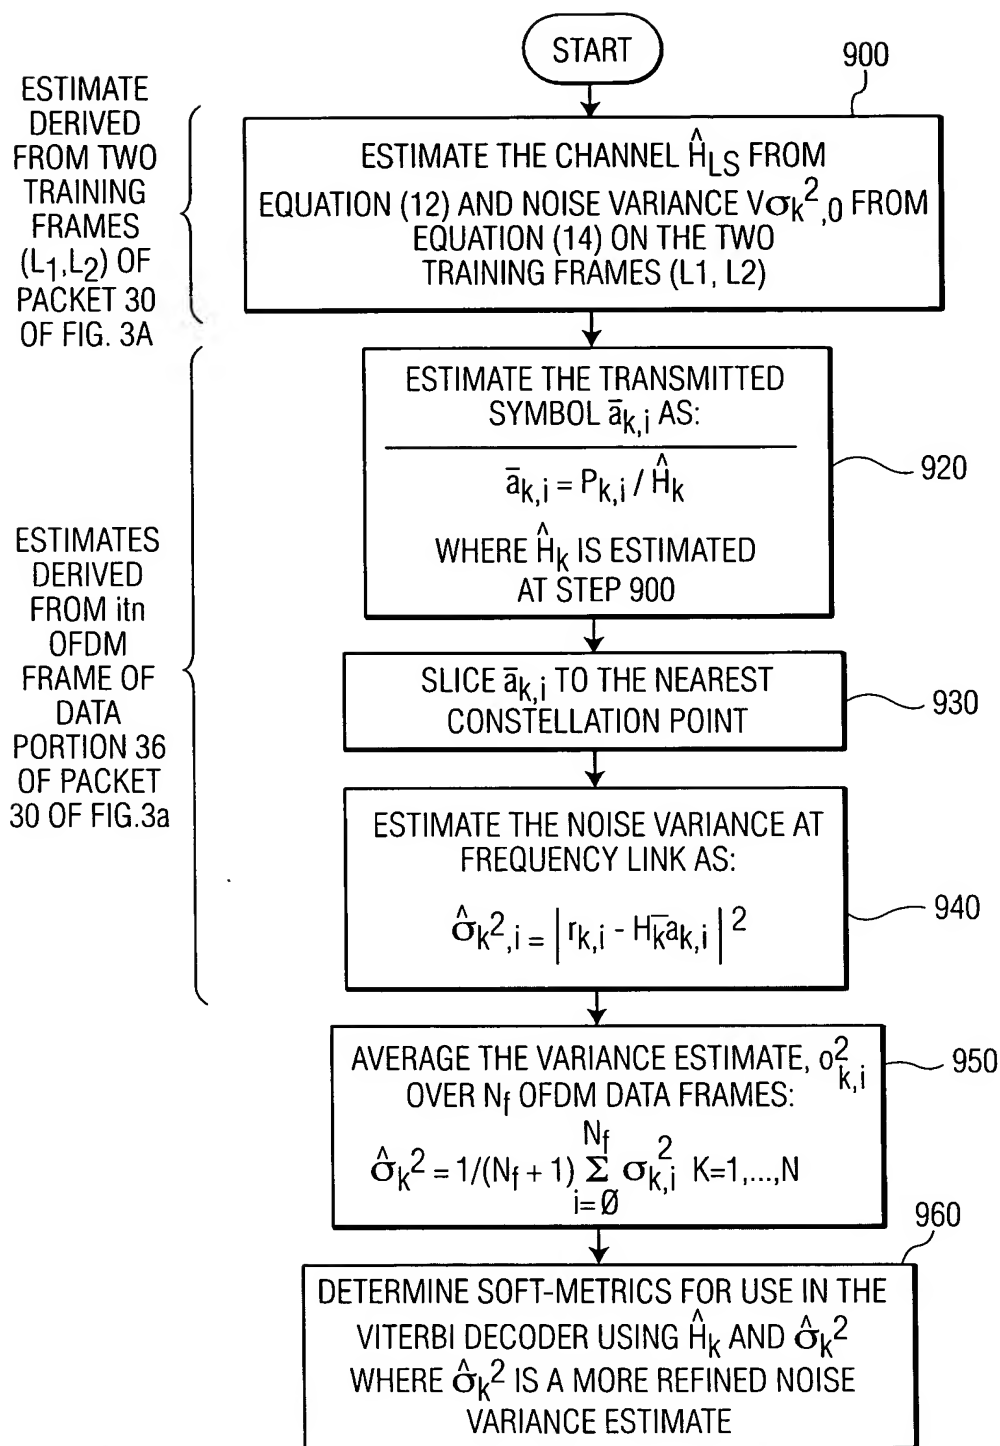 START
900
ESTIMATE
DERIVED
FROM TWO
TRAINING
FRAMES
(L1,L2) OF
PACKET 30
OF FIG. 3A
ESTIMATE THE CHANNEL ĤLS FROM
EQUATION (12) AND NOISE VARIANCE Vσk²,0 FROM
EQUATION (14) ON THE TWO
TRAINING FRAMES (L1, L2)
ESTIMATES
DERIVED
FROM itn
OFDM
FRAME OF
DATA
PORTION 36
OF PACKET
30 OF FIG.3a
ESTIMATE THE TRANSMITTED
SYMBOL āk,i AS:
āk,i = Pk,i / Ĥk
WHERE Ĥk IS ESTIMATED
AT STEP 900
920
SLICE āk,i TO THE NEAREST
CONSTELLATION POINT
930
ESTIMATE THE NOISE VARIANCE AT
FREQUENCY LINK AS:
σ̂k²,i = | rk,i - Hk̅ak,i | ²
940
AVERAGE THE VARIANCE ESTIMATE, o²k,i
OVER Nf OFDM DATA FRAMES:
σ̂k² = 1/(Nf + 1) Σ i=Ø Nf σ²k,i K=1,...,N
950
960
DETERMINE SOFT-METRICS FOR USE IN THE
VITERBI DECODER USING Ĥk AND σ̂k²
WHERE σ̂k² IS A MORE REFINED NOISE
VARIANCE ESTIMATE